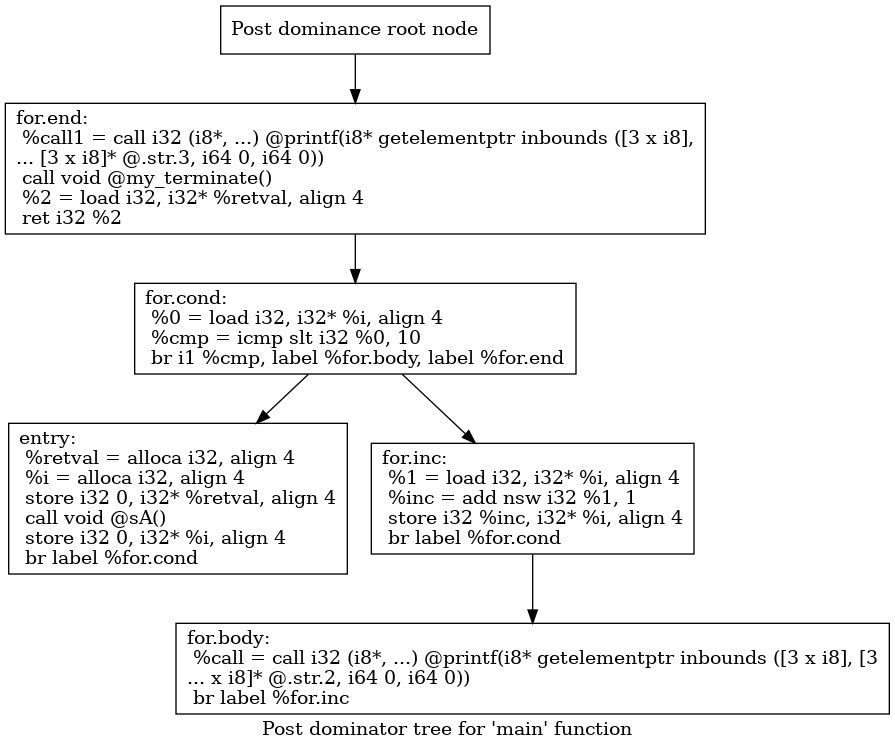 Post dominance root node
for.end:
%call1 = call i32 (i8*, ...) @printf(i8* getelementptr inbounds ([3 x i8],
... [3 x i8]* @.str.3, i64 0, i64 0))
call void @my_terminate()
%2 = load i32, i32* %retval, align 4
ret i32 %2
for.cond:
%0 = load i32, i32* %i, align 4
%cmp = icmp slt i32 %0, 10
br i1 %cmp, label %for.body, label %for.end
entry:
%retval = alloca i32, align 4
%i = alloca i32, align 4
store i32 0, i32* %retval, align 4
call void @sA()
store i32 0, i32* %i, align 4
br label %for.cond
for.inc:
%1 = load i32, i32* %i, align 4
%inc = add nsw i32 %1, 1
store i32 %inc, i32* %i, align 4
br label %for.cond
for.body:
%call = call i32 (i8*, ...) @printf(i8* getelementptr inbounds ([3 x i8], [3
... x i8]* @.str.2, i64 0, i64 0))
br label %for.inc
Post dominator tree for 'main' function